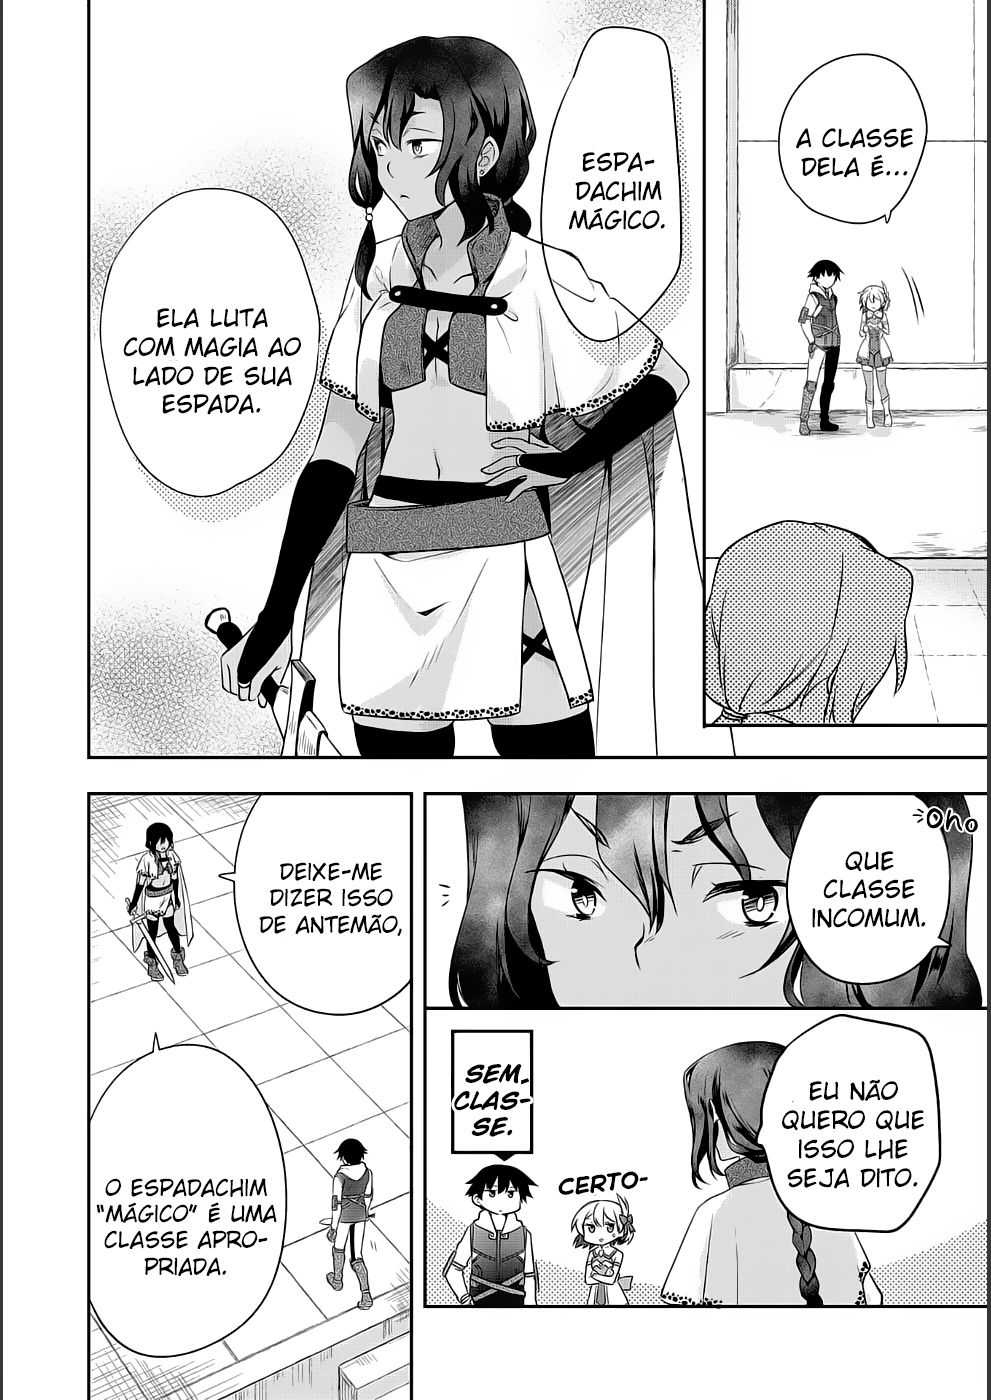 A CLASSE
DELA É...
ESPA-
DACHIM
MÁGICO.
ELA LUTA
COM MAGIA AO
LADO DE SUA
ESPADA.
OHO
QUE
CLASSE
INCOMUM.
EU NÃO
QUERO QUE
ISSO LHE
SEJA DITO.
CERTO-
SEM
CLAS-
SE.
DEIXE-ME
DIZER ISSO
DE ANTEMÃO,
O ESPADACHIM
"MÁGICO" É UMA
CLASSE APRO-
PRIADA.